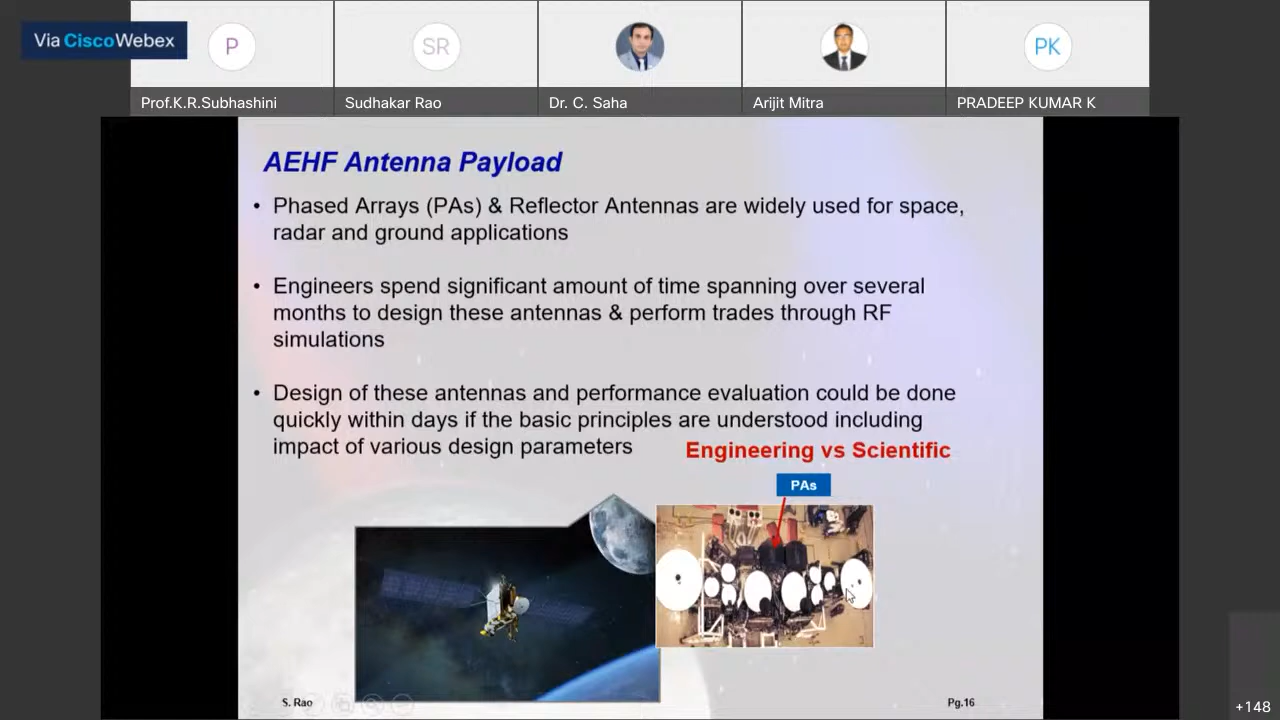 Via CiscoWebex
P
SR
PK
Prof.K.R.Subhashini
Sudhakar Rao
Dr. C. Saha
Arijit Mitra
PRADEEP KUMAR K
AEHF Antenna Payload
• Phased Arrays (PAs) & Reflector Antennas are widely used for space,
radar and ground applications
• Engineers spend significant amount of time spanning over several
months to design these antennas & perform trades through RF
simulations
• Design of these antennas and performance evaluation could be done
quickly within days if the basic principles are understood including
impact of various design parameters
Engineering vs Scientific
PAs
S. Rao
Pg.16
+148